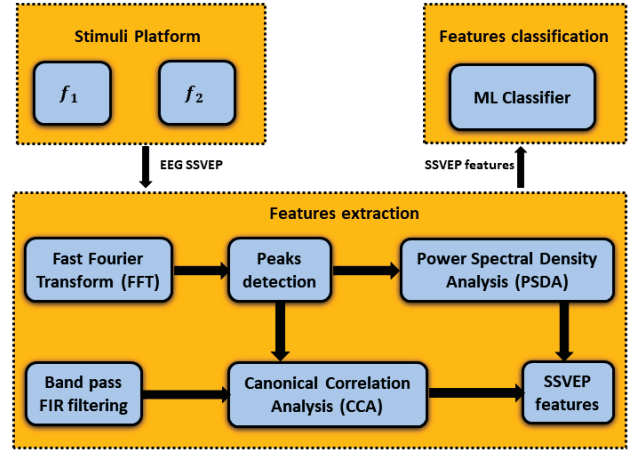 Stimuli Platform
f1
f2
Features classification
ML Classifier
EEG SSVEP
SSVEP features
Features extraction
Fast Fourier
Transform (FFT)
Peaks
detection
Power Spectral Density
Analysis (PSDA)
Band pass
FIR filtering
Canonical Correlation
Analysis (CCA)
SSVEP
features